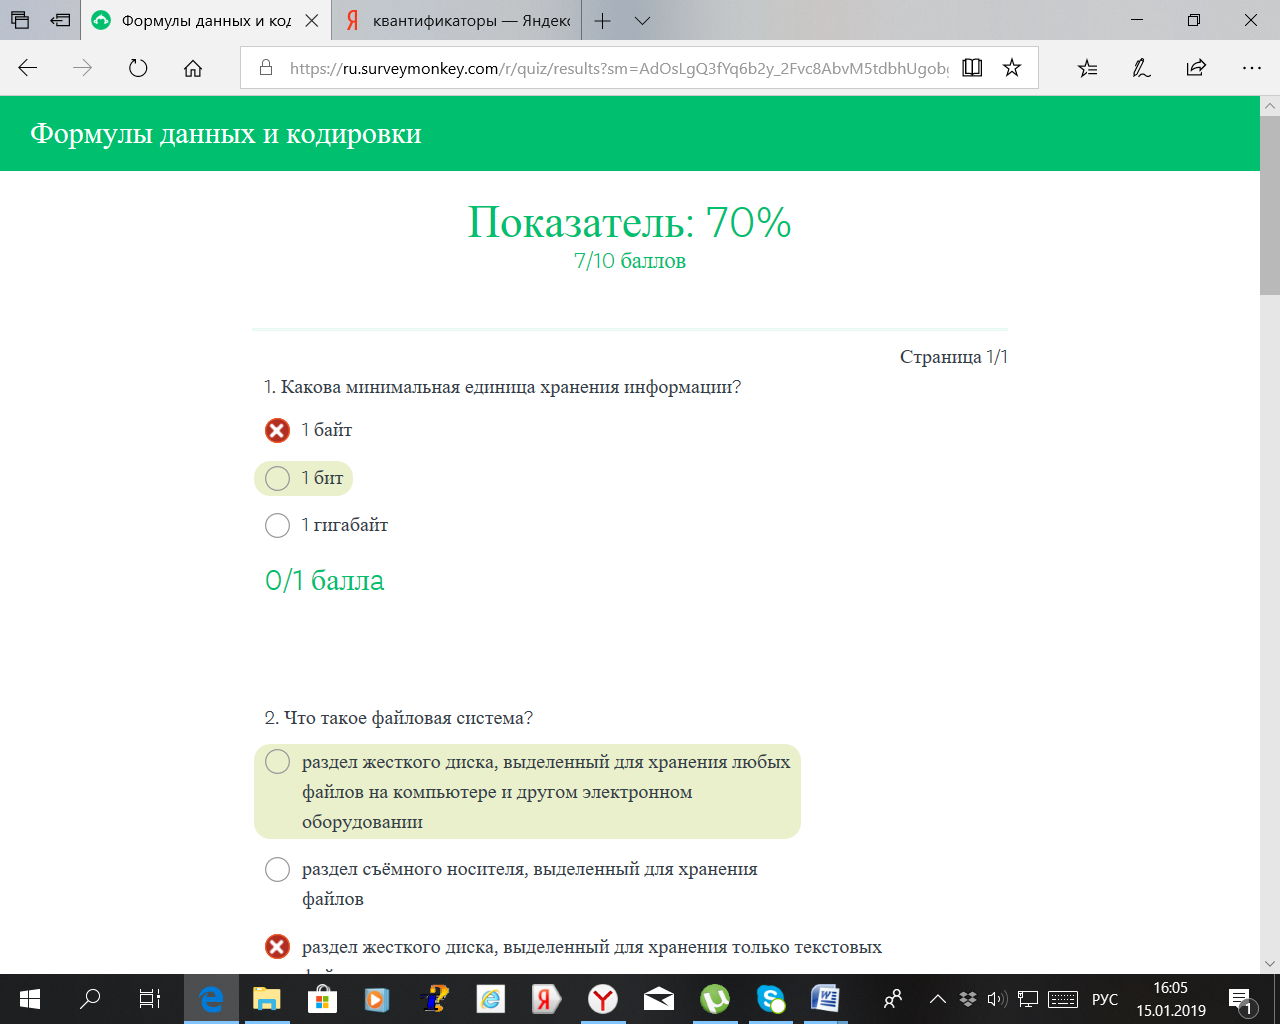 Формулы данных и код
квантификаторы — Яндекс
https://ru.surveymonkey.com/r/quiz/results?sm=AdOsLgQ3fYq6b2y_2Fvc8AbvM5tdbhUgobg
Формулы данных и кодировки
Показатель: 70%
7/10 баллов
Страница 1/1
1. Какова минимальная единица хранения информации?
1 байт
1 бит
1 гигабайт
0/1 балла
2. Что такое файловая система?
раздел жесткого диска, выделенный для хранения любых
файлов на компьютере и другом электронном
оборудовании
раздел съёмного носителя, выделенный для хранения
файлов
раздел жесткого диска, выделенный для хранения только текстовых
РУС
16:05
15.01.2019
1